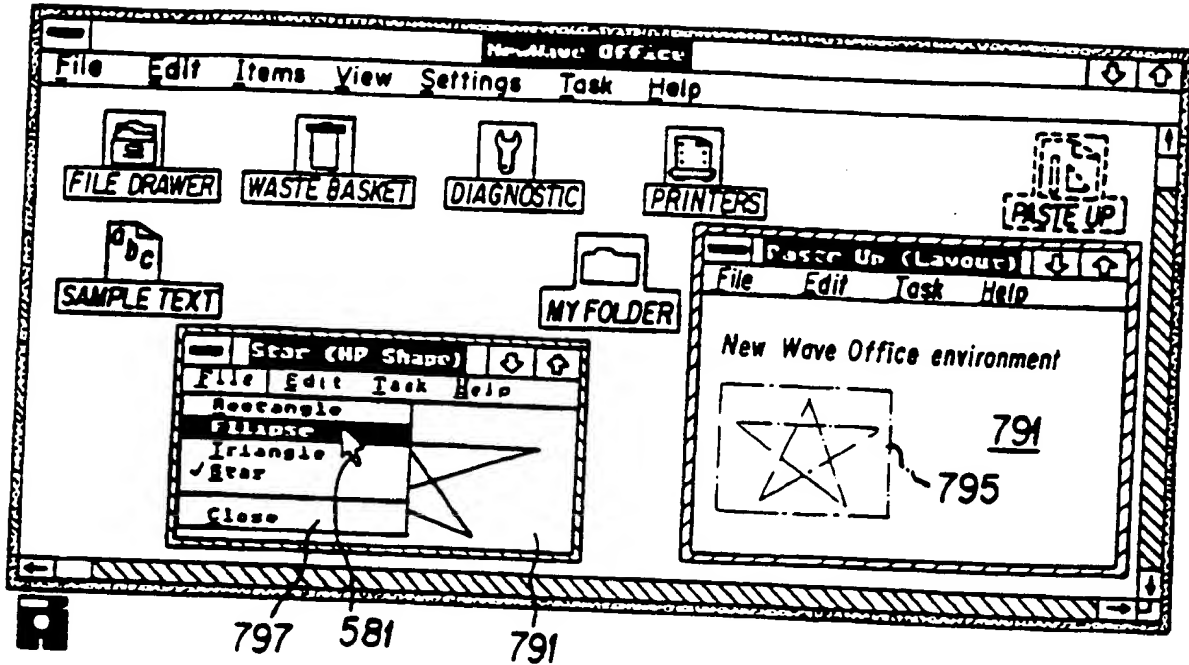 NewWave Office
File Edit Items View Settings Task Help
FILE DRAWER WASTE BASKET DIAGNOSTIC PRINTERS PASTE UP
abc
SAMPLE TEXT MY FOLDER
Paste Up (Layout)
File Edit Task Help
New Wave Office environment
791
795
Star (HP Shape)
File Edit Task Help
Rectangle
Ellipse
Triangle
✓ Star
Close
797 581 791